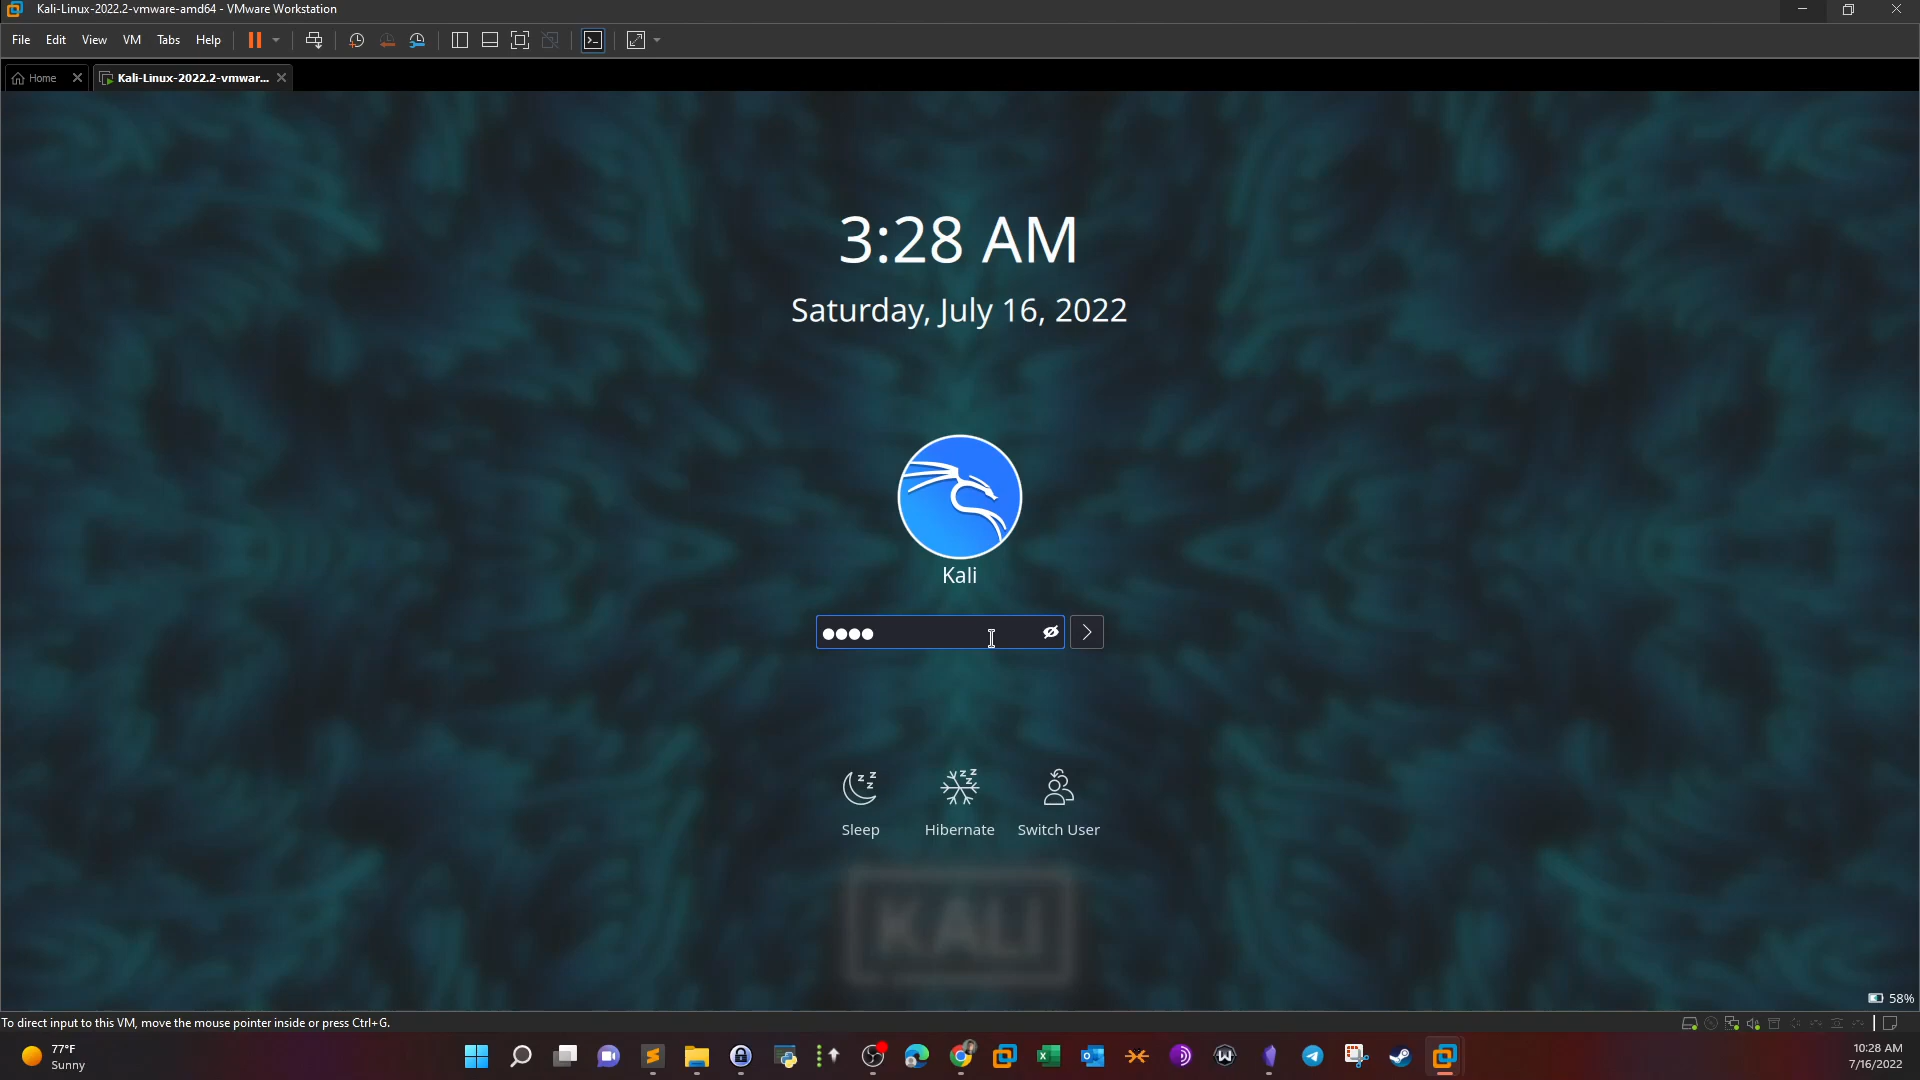 Kali-Linux-2022.2-vmware-amd64 - VMware Workstation
File Edit View VM Tabs Help
Home Kali-Linux-2022.2-vmwar...
3:28 AM
Saturday, July 16, 2022
Kali
Sleep Hibernate Switch User
KALI
58%
To direct input to this VM, move the mouse pointer inside or press Ctrl+G.
77°F
Sunny
10:28 AM
7/16/2022